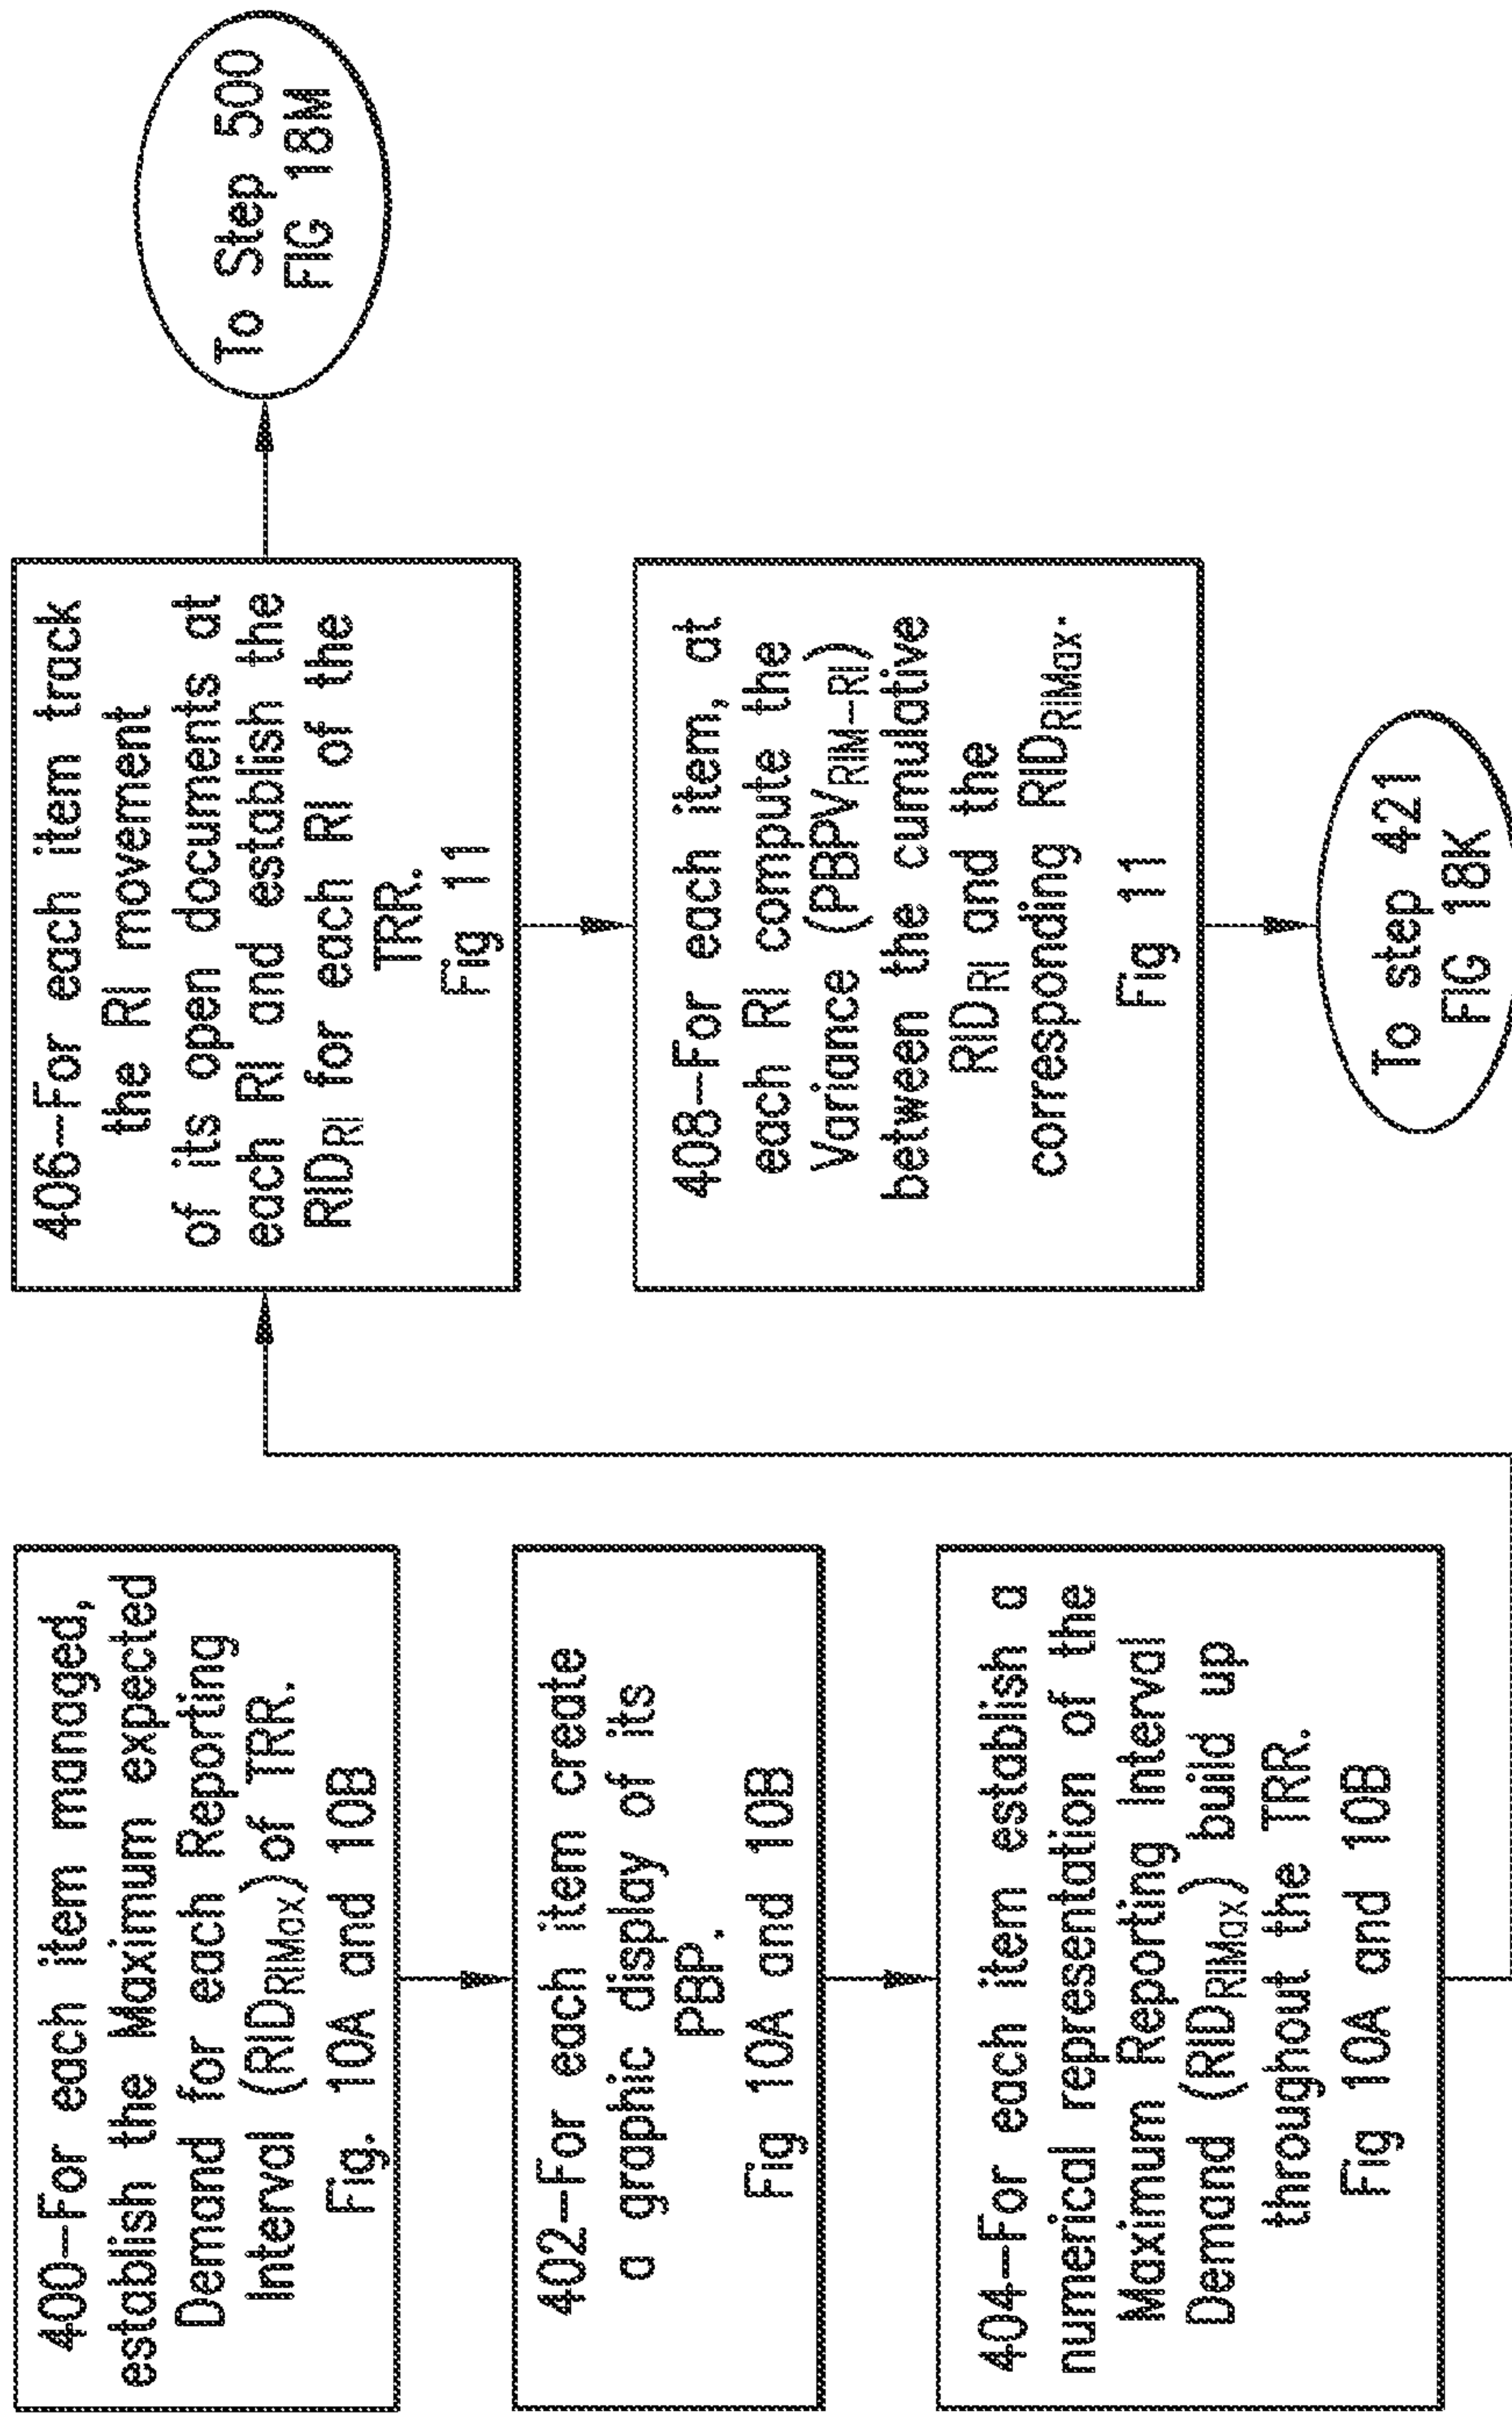 400-For each item managed,
establish the Maximum expected
Demand for each Reporting
Interval (RIDRIMax) of TRR.
Fig. 10A and 10B
402-For each item create
a graphic display of its
PBP.
Fig 10A and 10B
404-For each item establish a
numerical representation of the
Maximum Reporting Interval
Demand (RIDRIMax) build up
throughout the TRR.
Fig 10A and 10B
406-For each item track
the RI movement
of its open documents at
each RI and establish the
RIDRI for each RI of the
TRR.
Fig 11
408-For each item, at
each RI compute the
Variance (PBPVRIM-RI)
between the cumulative
RIDRI and the
corresponding RIDRIMax.
Fig 11
To Step 500
FIG 18M
To step 421
FIG 18K